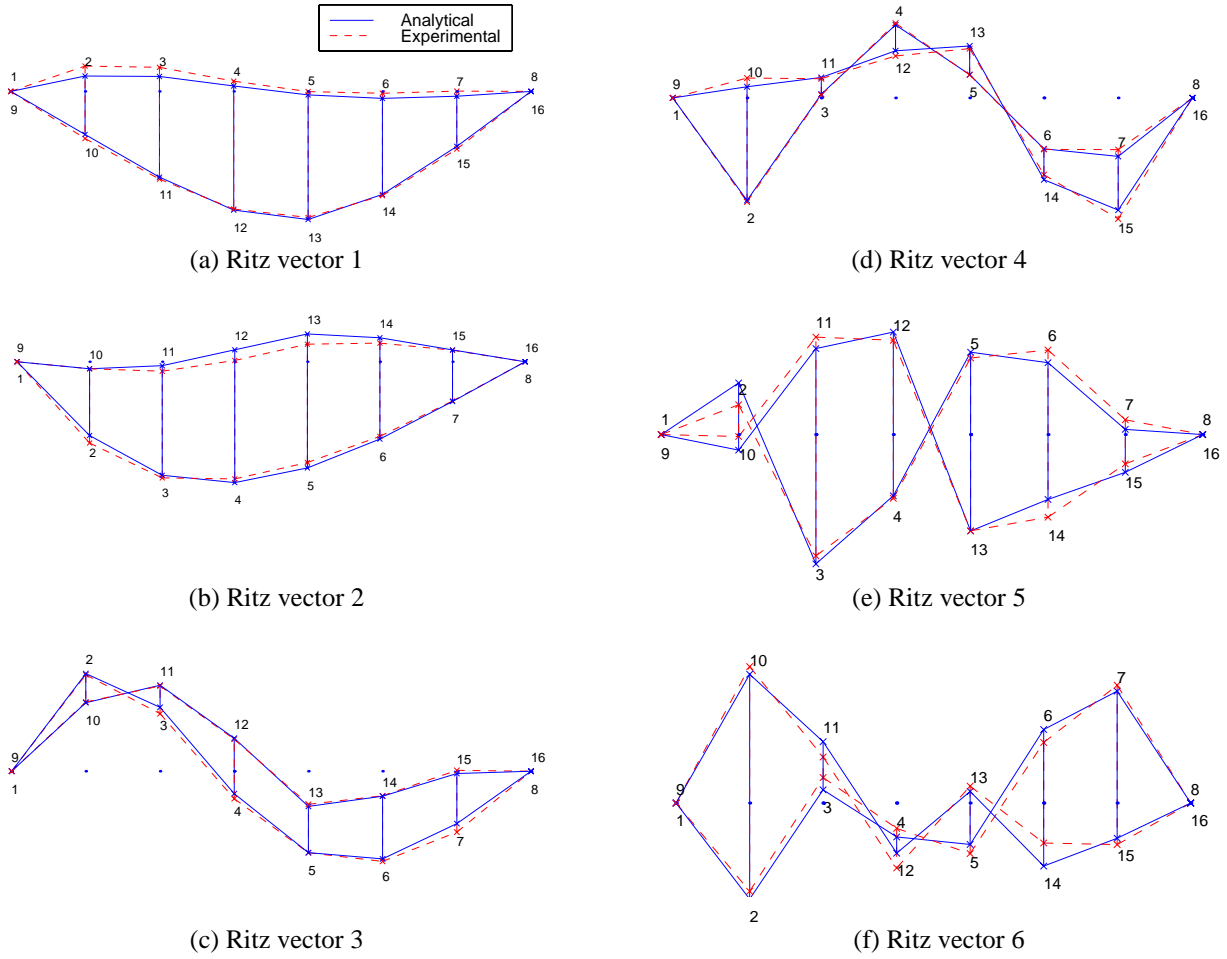 Analytical
Experimental
1 2 3 4 5 6 7 8
9 10 11 12 13 14 15 16
(a) Ritz vector 1
9 10 11 12 13 14 15 16
1 2 3 4 5 6 7 8
(b) Ritz vector 2
9 2 11 12 13 14 15 16
1 10 3 4 5 6 7 8
(c) Ritz vector 3
9 10 11 4 13 6 7 8
1 2 3 12 5 14 15 16
(d) Ritz vector 4
1 2 11 12 5 6 7 8
9 10 3 4 13 14 15 16
(e) Ritz vector 5
9 10 11 4 13 6 7 8
1 2 3 12 5 14 15 16
(f) Ritz vector 6